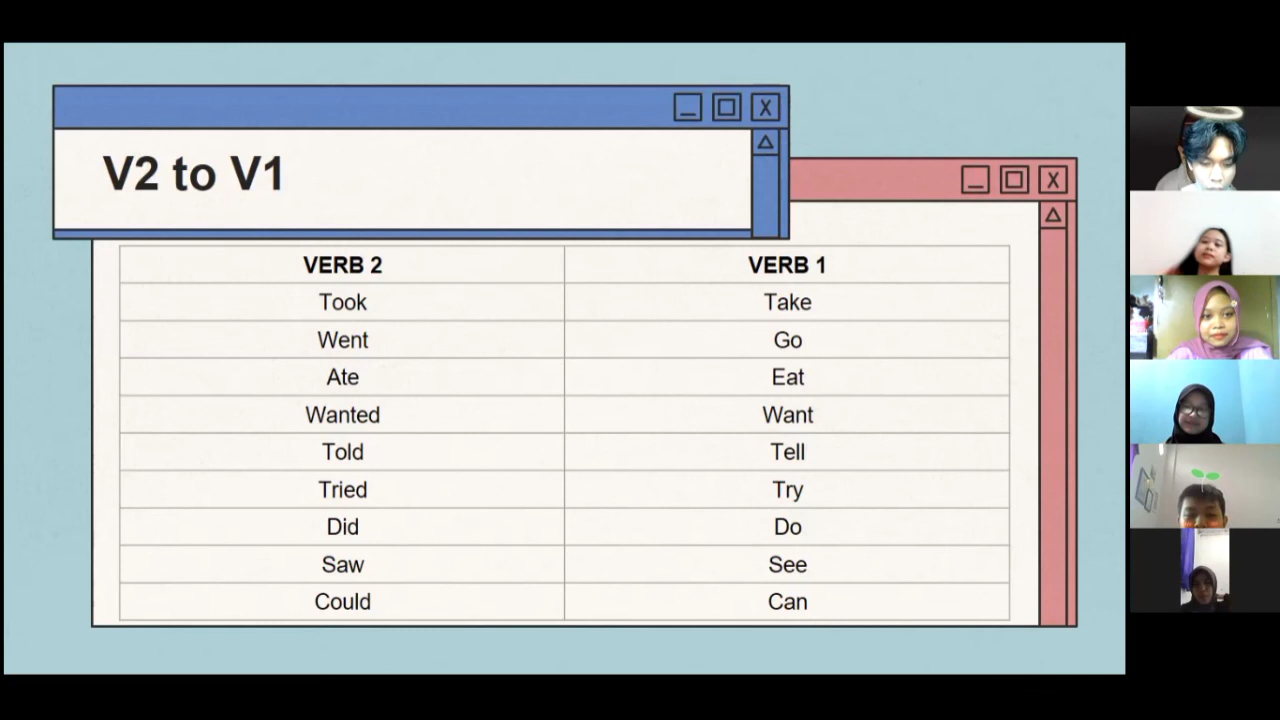 V2 to V1
VERB 2 VERB 1
Took Take
Went Go
Ate Eat
Wanted Want
Told Tell
Tried Try
Did Do
Saw See
Could Can